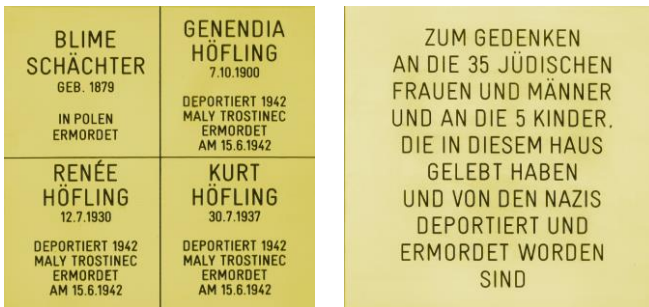 BLIME
SCHÄCHTER
GEB. 1879
IN POLEN
ERMORDET
GENENDIA
HÖFLING
7.10.1900
DEPORTIERT 1942
MALY TROSTINEC
ERMORDET
AM 15.6.1942
RENÉE
HÖFLING
12.7.1930
DEPORTIERT 1942
MALY TROSTINEC
ERMORDET
AM 15.6.1942
KURT
HÖFLING
30.7.1937
DEPORTIERT 1942
MALY TROSTINEC
ERMORDET
AM 15.6.1942
ZUM GEDENKEN
AN DIE 35 JÜDISCHEN
FRAUEN UND MÄNNER
UND AN DIE 5 KINDER,
DIE IN DIESEM HAUS
GELEBT HABEN
UND VON DEN NAZIS
DEPORTIERT UND
ERMORDET WORDEN
SIND